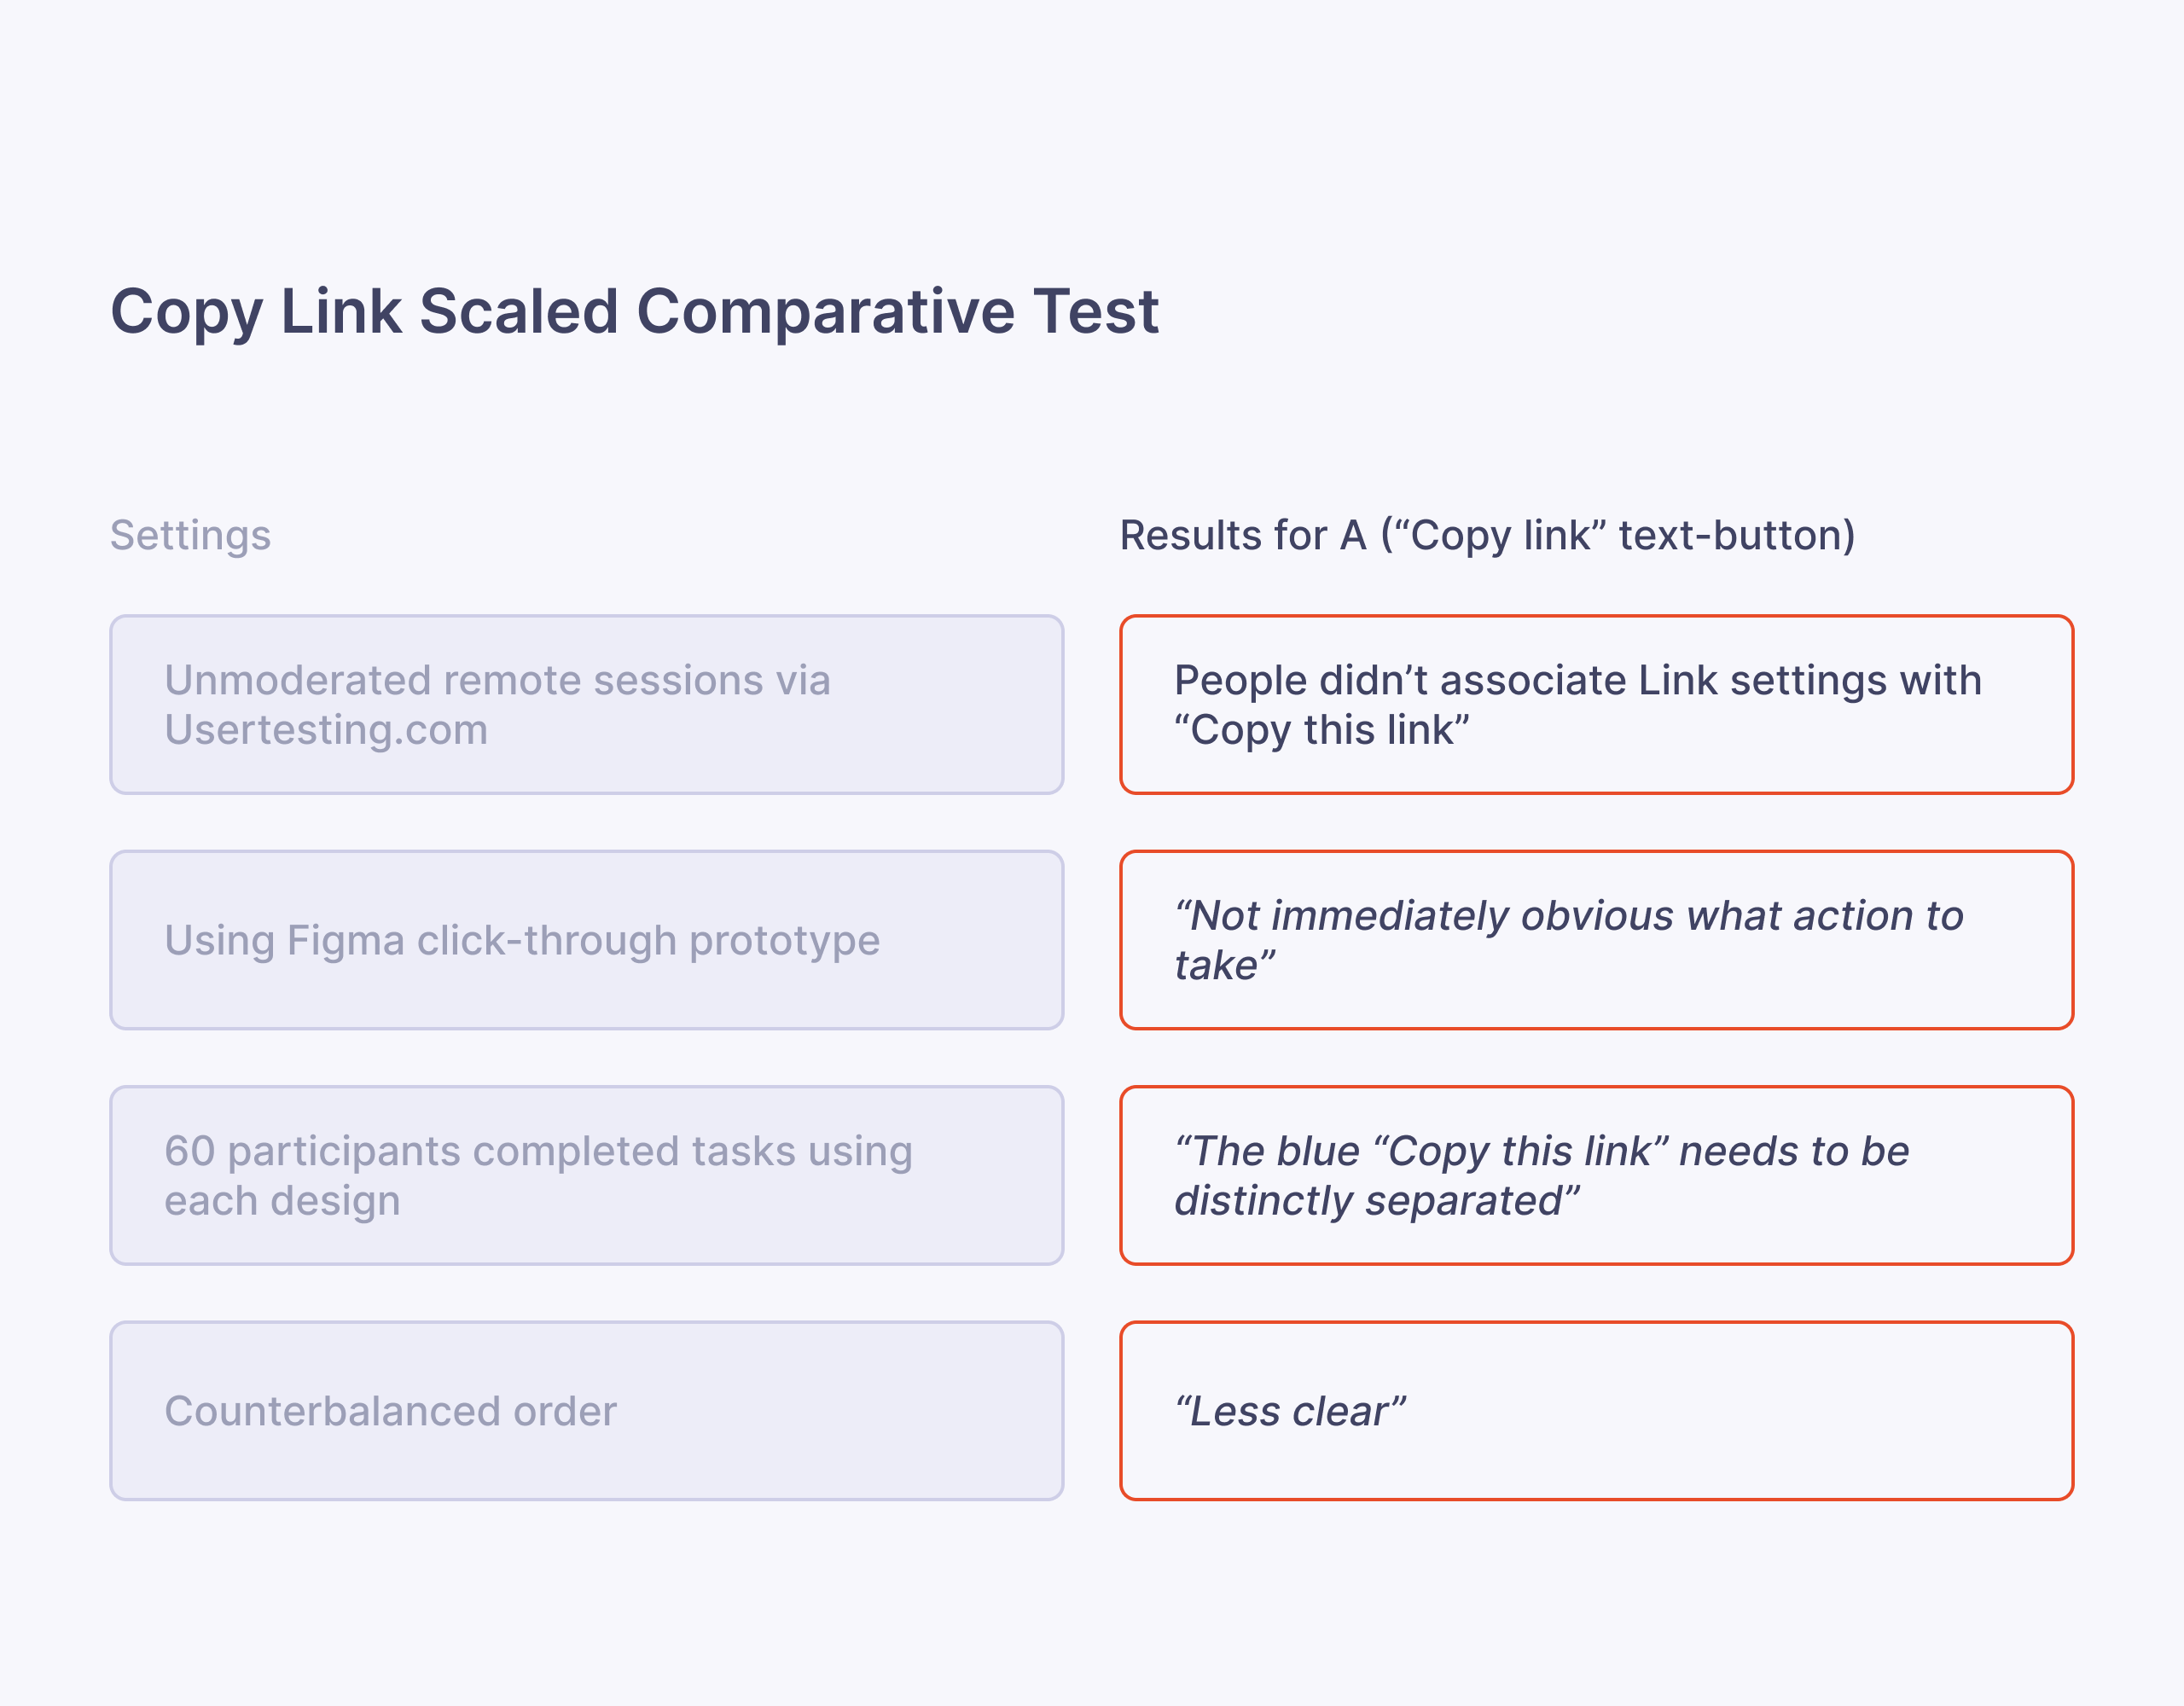 Copy Link Scaled Comparative Test
Settings
Unmoderated remote sessions via
Usertesting.com
Using Figma click-through prototype
60 participants completed tasks using
each design
Counterbalanced order
Results for A (“Copy link” text-button)
People didn’t associate Link settings with
“Copy this link”
“Not immediately obvious what action to
take”
“The blue “Copy this link” needs to be
distinctly separated”
“Less clear”